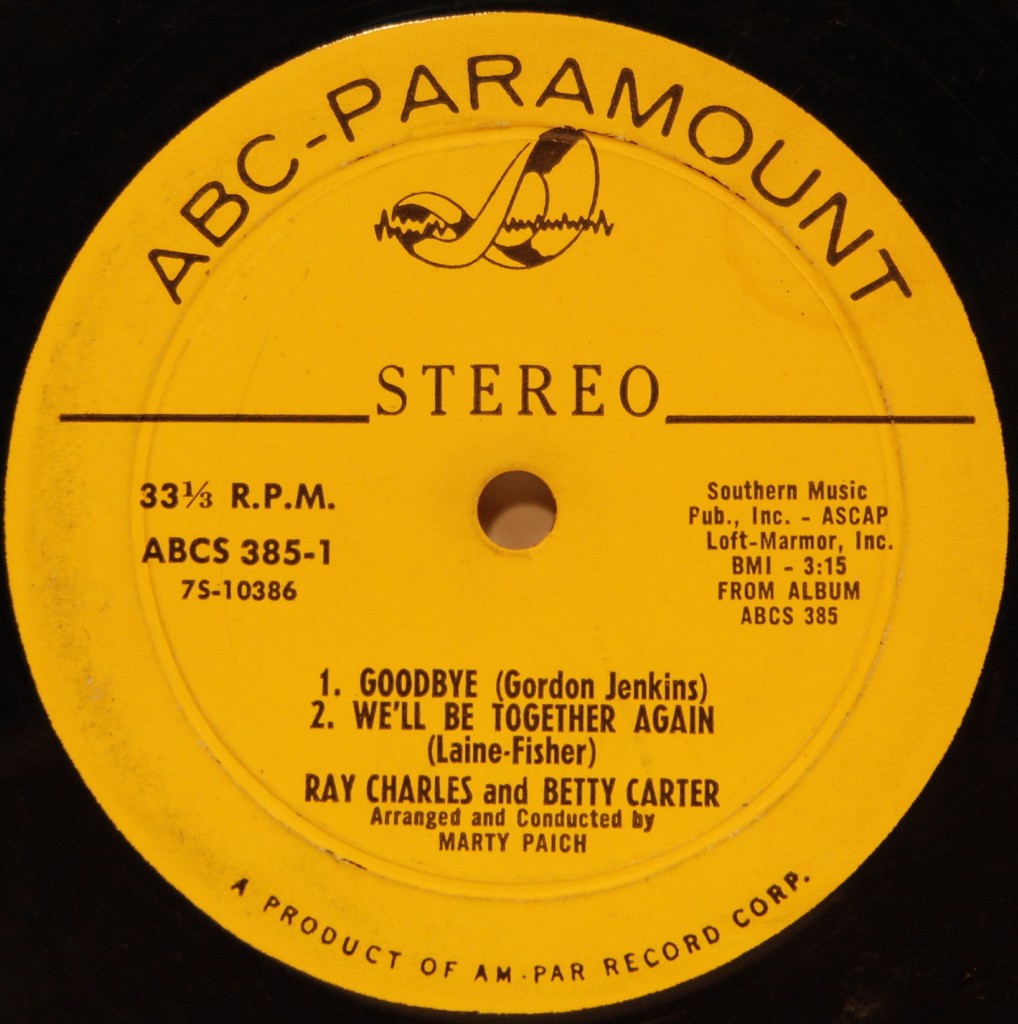 ABC-PARAMOUNT
STEREO
33⅓ R.P.M.
ABCS 385-1
7S-10386
Southern Music
Pub., Inc. - ASCAP
Loft-Marmor, Inc.
BMI - 3:15
FROM ALBUM
ABCS 385
1. GOODBYE (Gordon Jenkins)
2. WE'LL BE TOGETHER AGAIN
(Laine-Fisher)
RAY CHARLES and BETTY CARTER
Arranged and Conducted by
MARTY PAICH
A PRODUCT OF AM-PAR RECORD CORP.